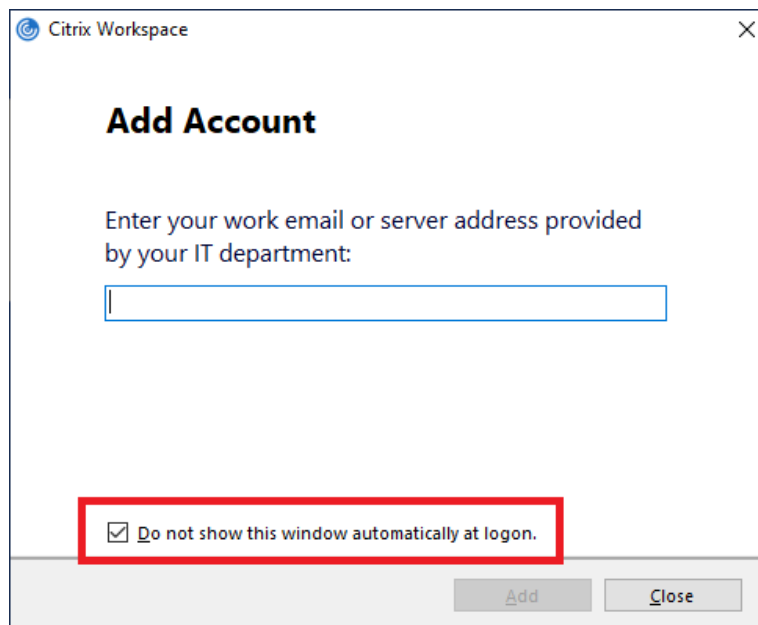 Citrix Workspace
Add Account
Enter your work email or server address provided
by your IT department:
Do not show this window automatically at logon.
Add
Close